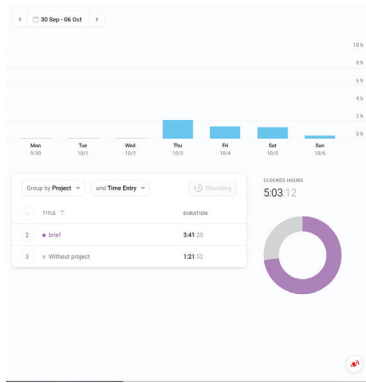 30 Sep - 06 Oct
10 h
8 h
6 h
4 h
2 h
0 h
Mon Tue Wed Thu Fri Sat Sun
9/30 10/1 10/2 10/3 10/4 10/5 10/6
Group by Project and Time Entry Rounding
CLOCKED HOURS
5:03:12
TITLE DURATION
2 brief 3:41:20
3 Without project 1:21:52